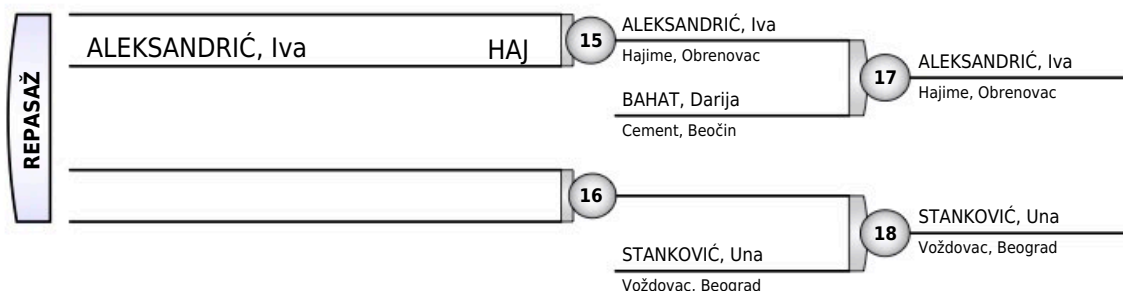 REPASAŽ
ALEKSANDRIĆ, Iva HAJ
15
ALEKSANDRIĆ, Iva
Hajime, Obrenovac
BAHAT, Darija
Cement, Beočin
17
ALEKSANDRIĆ, Iva
Hajime, Obrenovac
16
STANKOVIĆ, Una
Voždovac, Beograd
18
STANKOVIĆ, Una
Voždovac, Beograd